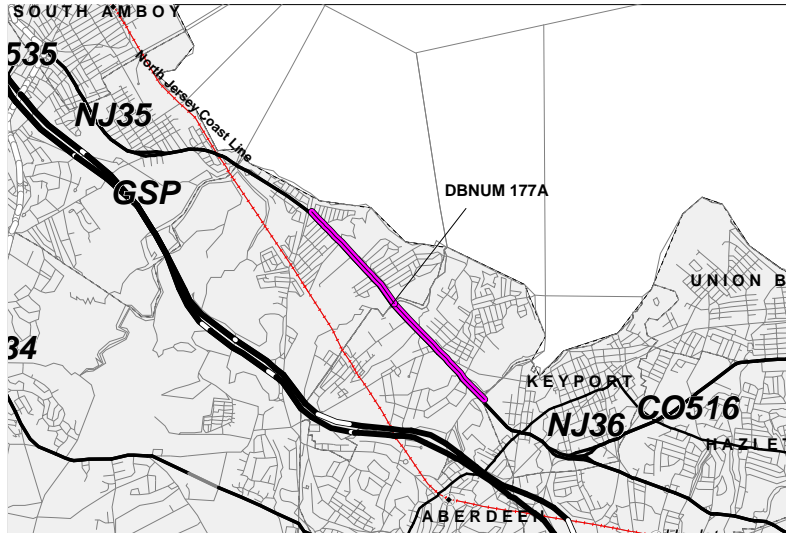 SOUTH AMBOY
535
NJ35
North Jersey Coast Line
GSP
DBNUM 177A
UNION B
34
KEYPORT
CO516
NJ36
HAZLET
ABERDEEN